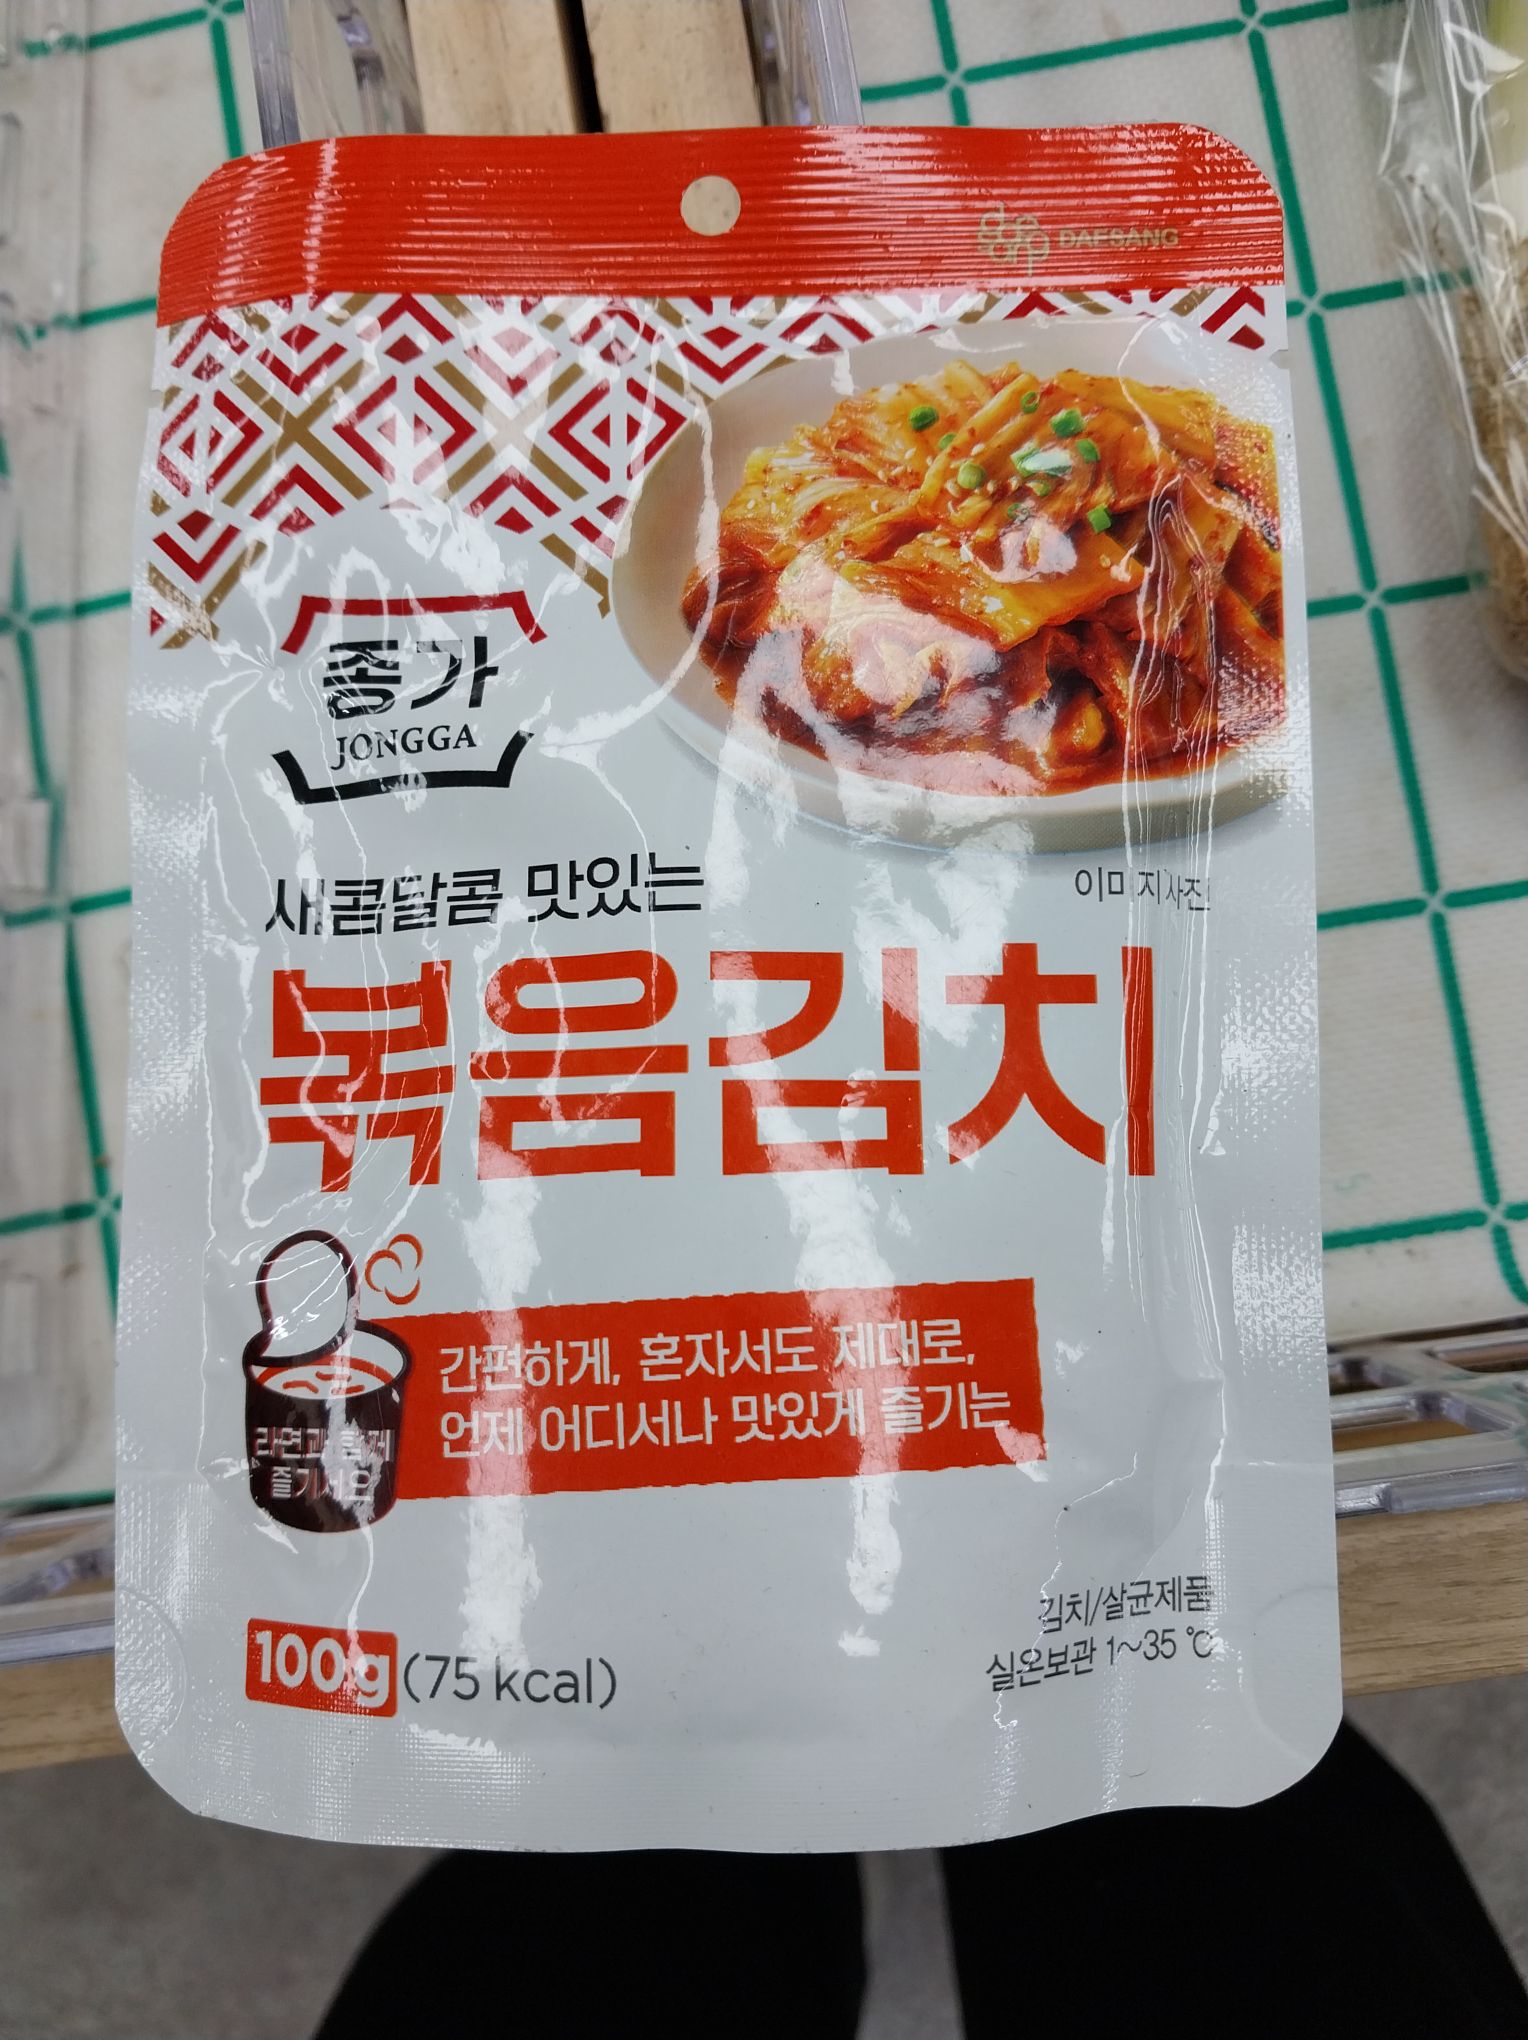 DAESANG
종가
JONGGA
이미지사진
새콤달콤 맛있는
볶음김치
간편하게, 혼자서도 제대로,
언제 어디서나 맛있게 즐기는
라면과 함께
즐기세요
100g (75 kcal)
김치/살균제품
실온보관 1~35 ℃